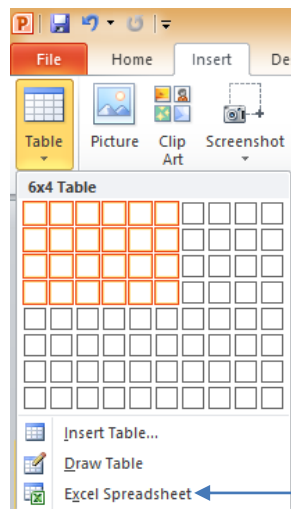 P
File Home Insert De
Table Picture Clip Art Screenshot
6x4 Table
Insert Table...
Draw Table
Excel Spreadsheet